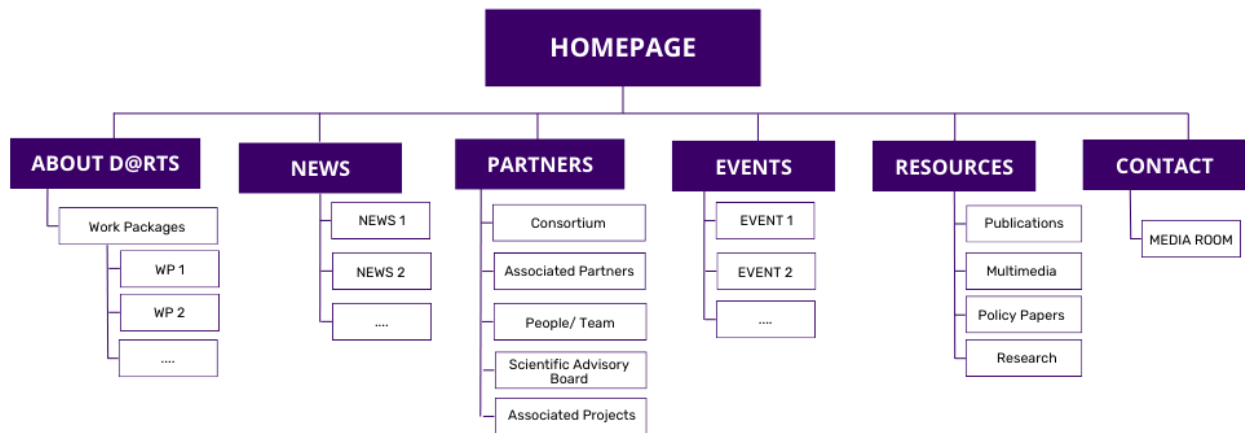 HOMEPAGE
ABOUT D@RTS
Work Packages
WP 1
WP 2
....
NEWS
NEWS 1
NEWS 2
....
PARTNERS
Consortium
Associated Partners
People/ Team
Scientific Advisory
Board
Associated Projects
EVENTS
EVENT 1
EVENT 2
....
RESOURCES
Publications
Multimedia
Policy Papers
Research
CONTACT
MEDIA ROOM